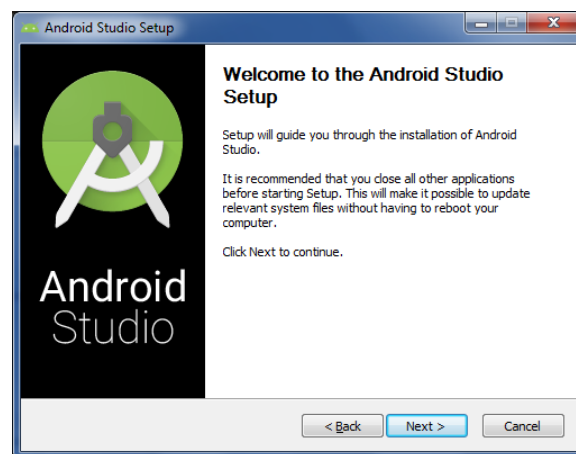 Android Studio Setup
Welcome to the Android Studio
Setup
Setup will guide you through the installation of Android
Studio.
It is recommended that you close all other applications
before starting Setup. This will make it possible to update
relevant system files without having to reboot your
computer.
Click Next to continue.
Android
Studio
< Back
Next >
Cancel